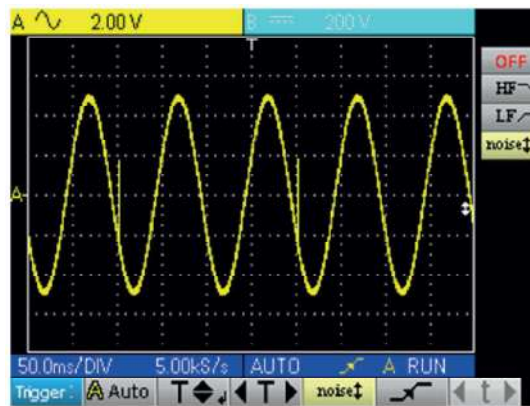 A 2.00 V B 200 V
T
OFF
HF
LF
noise
A
50.0ms/DIV 5.00kS/s AUTO A RUN
Trigger: A Auto T T noise t